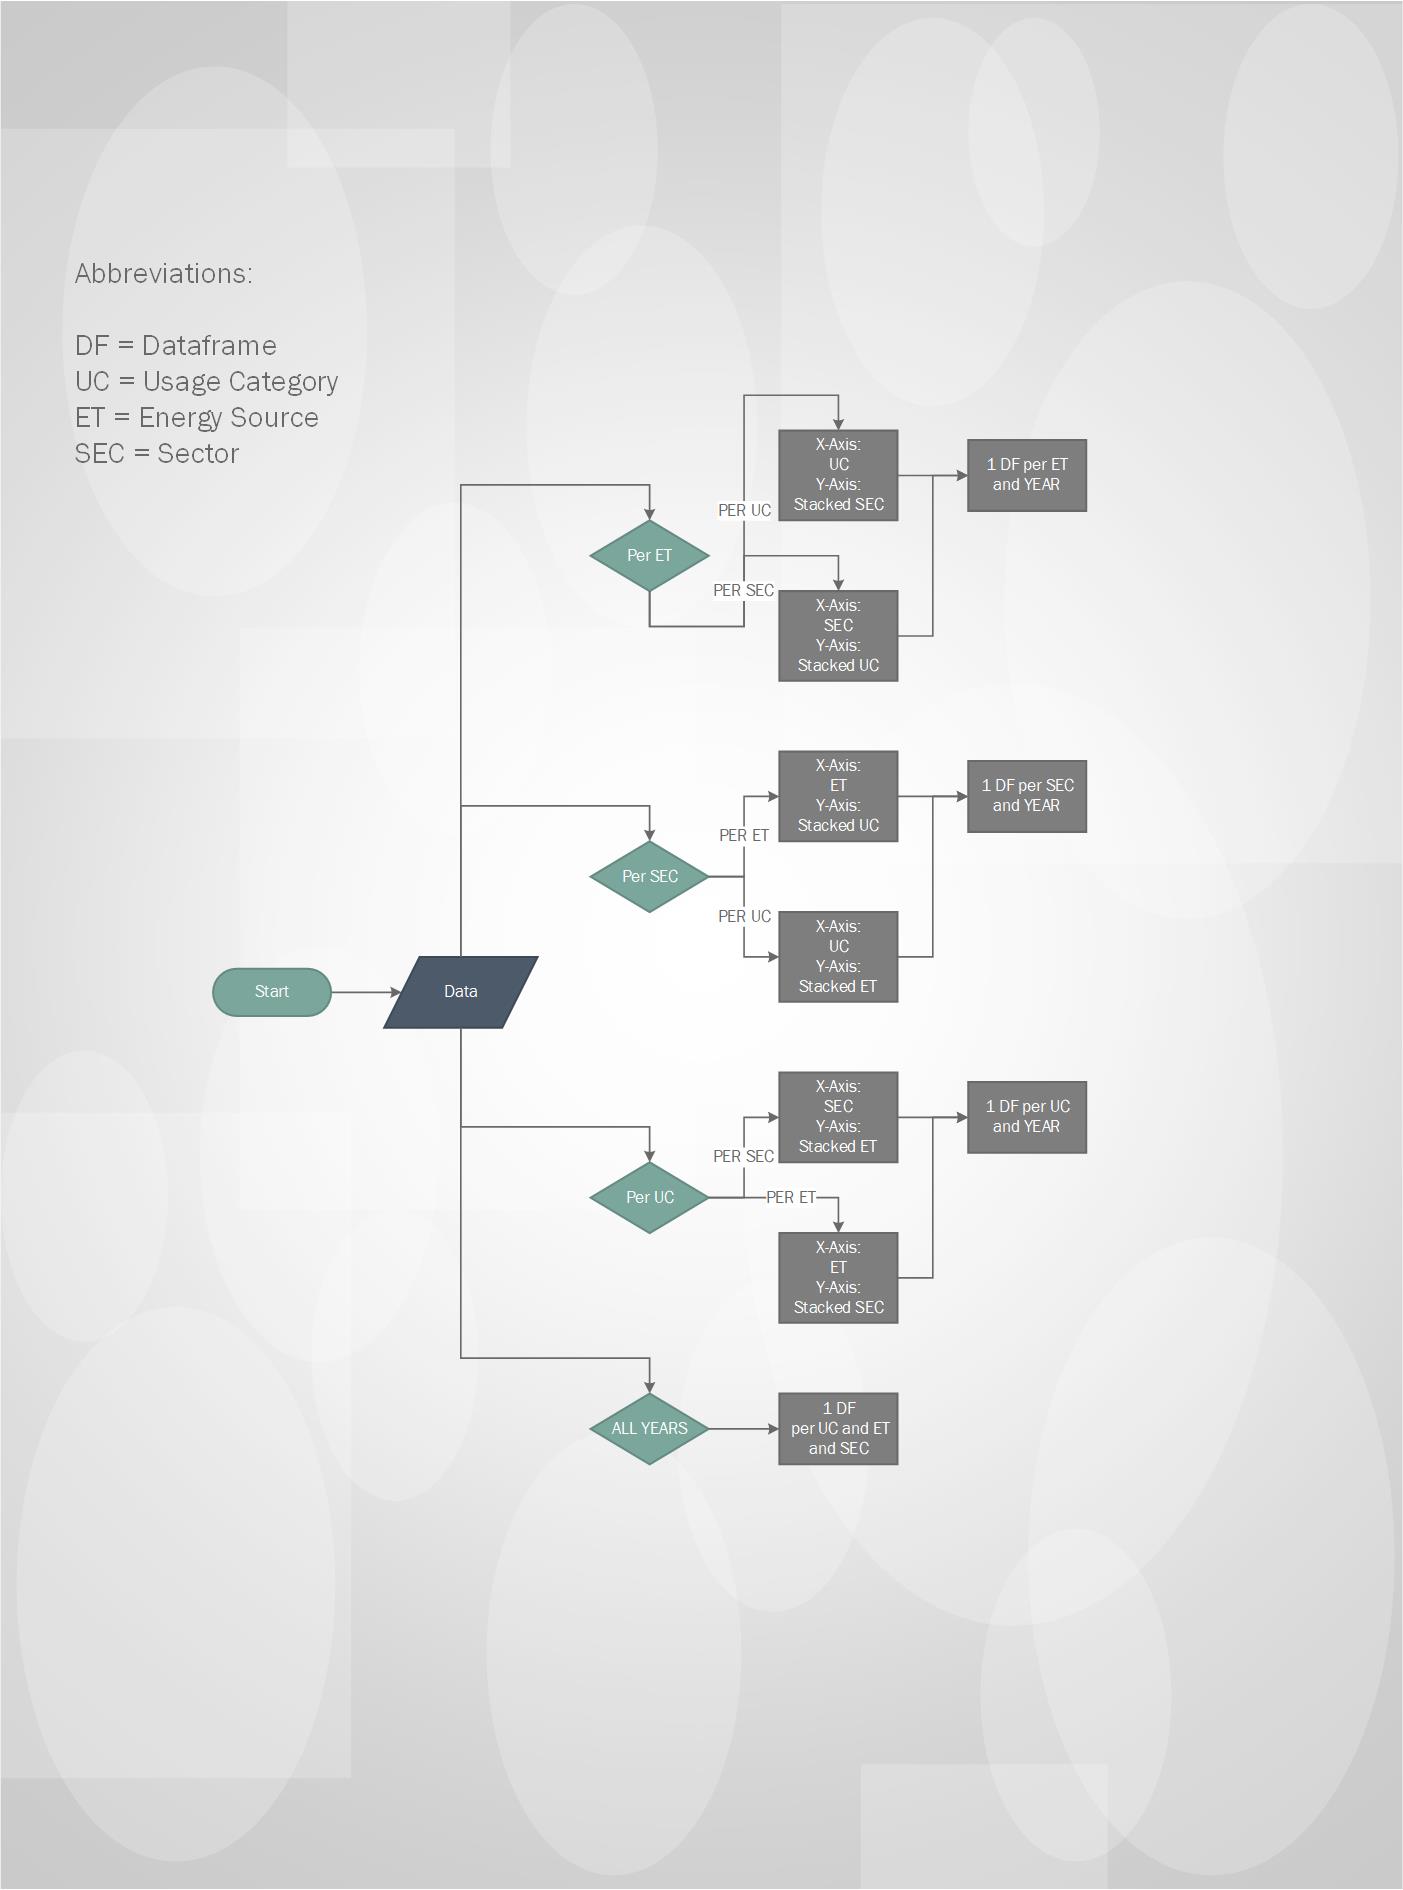 Abbreviations:
DF = Dataframe
UC = Usage Category
ET = Energy Source
SEC = Sector
X-Axis:
UC
Y-Axis:
Stacked SEC
1 DF per ET
and YEAR
PER UC
Per ET
PER SEC
X-Axis:
SEC
Y-Axis:
Stacked UC
X-Axis:
ET
Y-Axis:
Stacked UC
1 DF per SEC
and YEAR
PER ET
Per SEC
PER UC
X-Axis:
UC
Y-Axis:
Stacked ET
Start
Data
X-Axis:
SEC
Y-Axis:
Stacked ET
1 DF per UC
and YEAR
PER SEC
Per UC
PER ET
X-Axis:
ET
Y-Axis:
Stacked SEC
ALL YEARS
1 DF
per UC and ET
and SEC